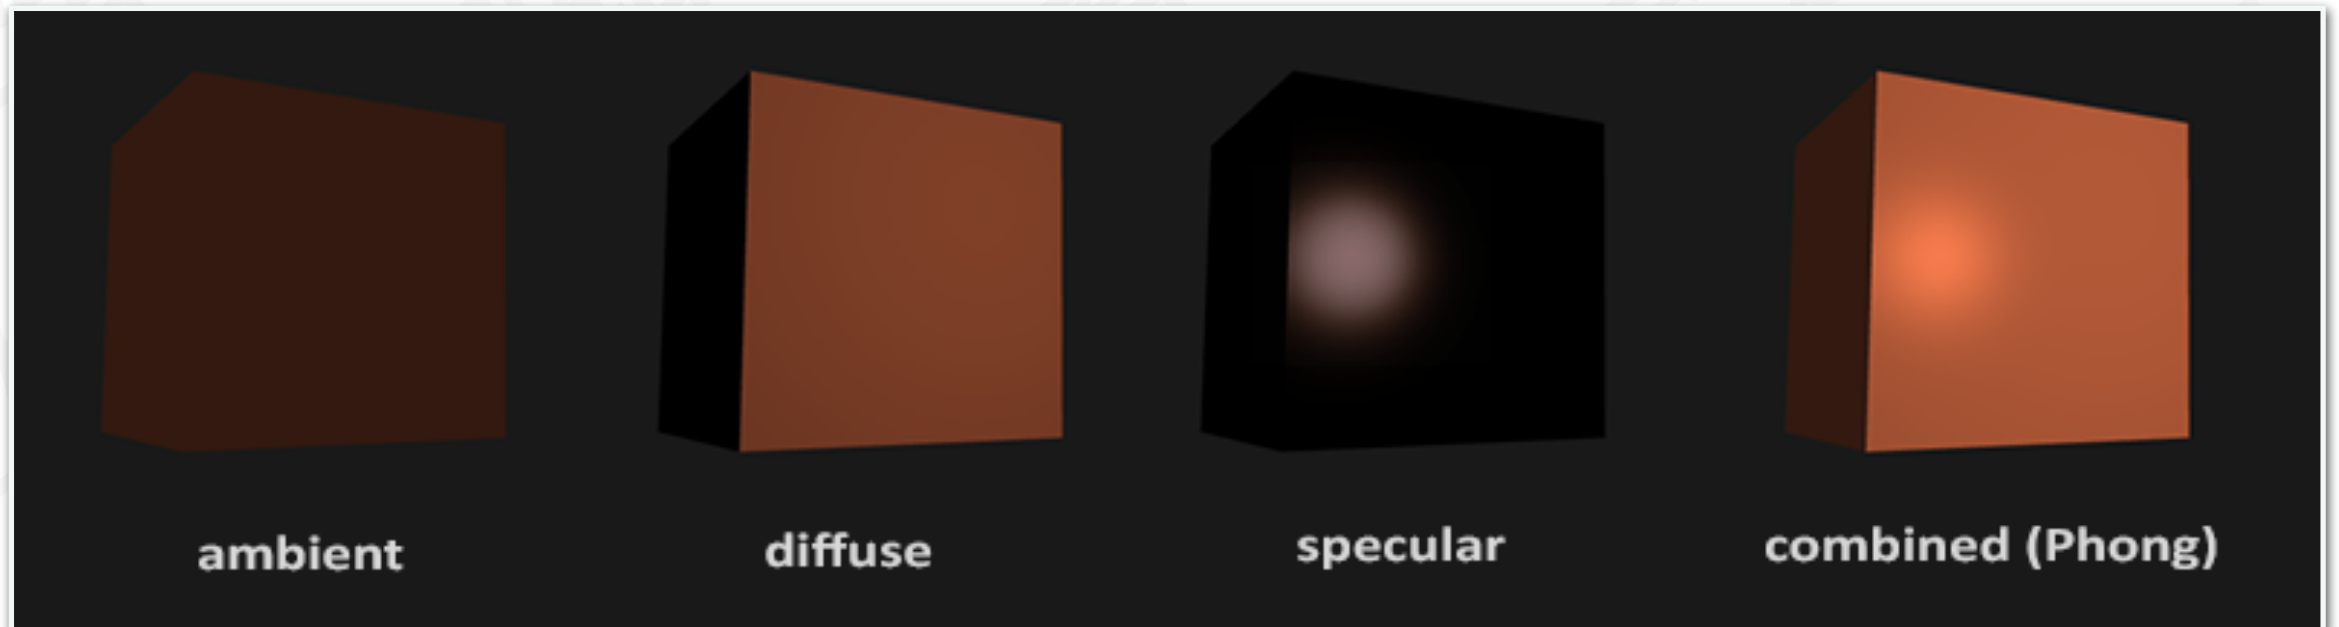 ambient
diffuse
specular
combined (Phong)